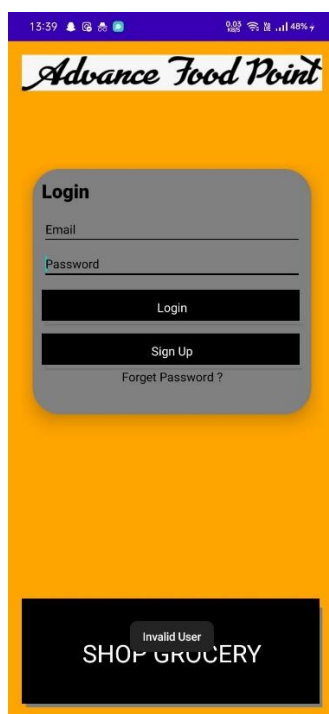 13:39
0.03
KB/S
48%
Advance Food Point
Login
Email
Password
Login
Sign Up
Forget Password ?
Invalid User
SHOP GROCERY